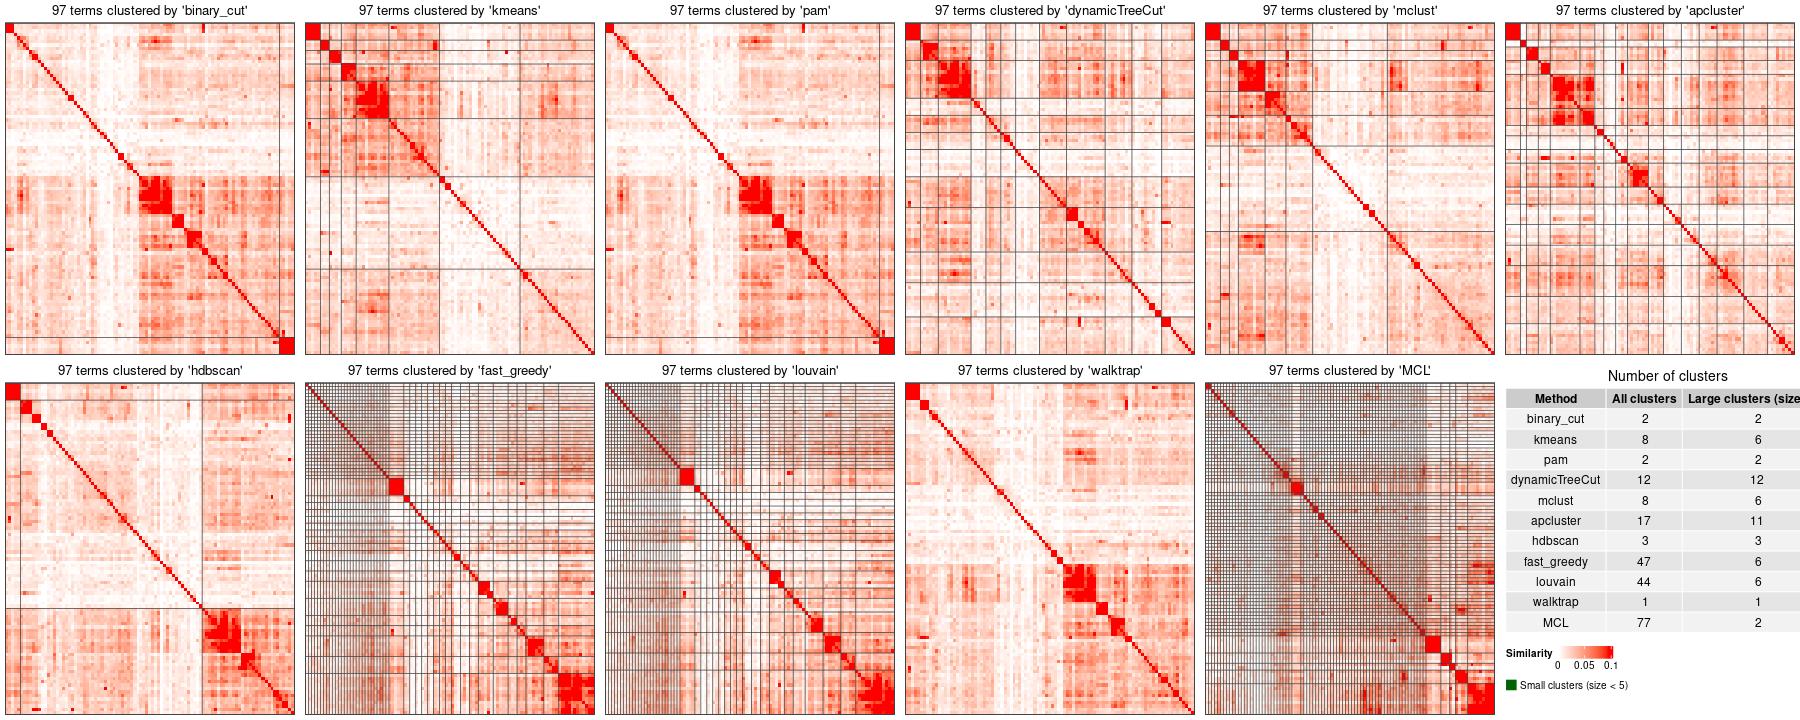 97 terms clustered by 'binary_cut'
97 terms clustered by 'kmeans'
97 terms clustered by 'pam'
97 terms clustered by 'dynamicTreeCut'
97 terms clustered by 'mclust'
97 terms clustered by 'apcluster'
97 terms clustered by 'hdbscan'
97 terms clustered by 'fast_greedy'
97 terms clustered by 'louvain'
97 terms clustered by 'walktrap'
97 terms clustered by 'MCL'
Number of clusters
Method All clusters Large clusters (size
binary_cut 2 2
kmeans 8 6
pam 2 2
dynamicTreeCut 12 12
mclust 8 6
apcluster 17 11
hdbscan 3 3
fast_greedy 47 6
louvain 44 6
walktrap 1 1
MCL 77 2
Similarity
0 0.05 0.1
Small clusters (size < 5)